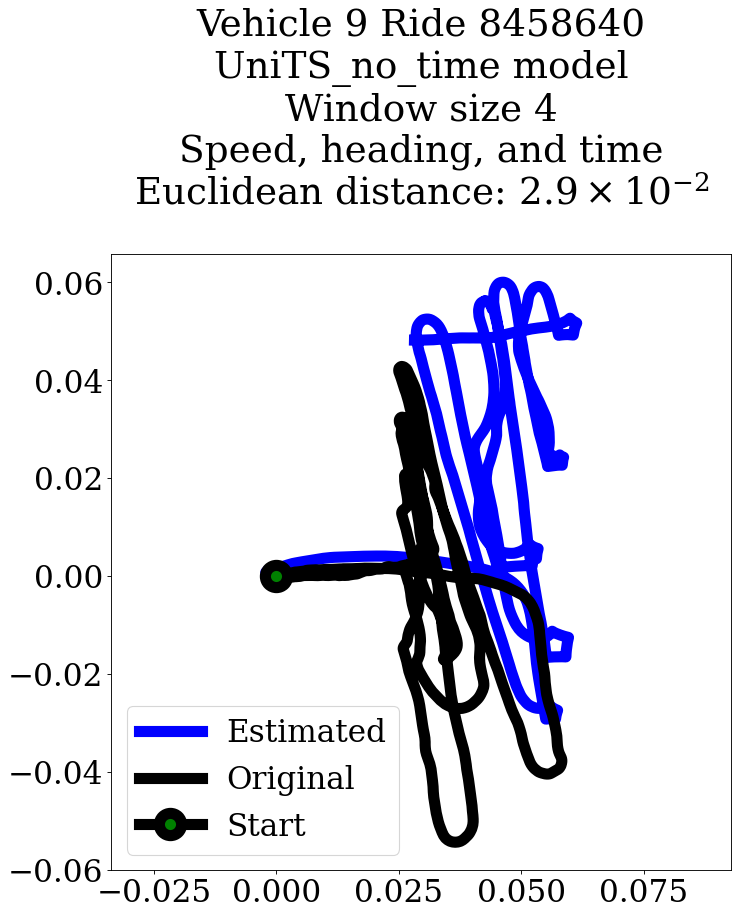 Vehicle 9 Ride 8458640
UniTS_no_time model
Window size 4
Speed, heading, and time
Euclidean distance: 2.9 × 10⁻²
0.06
0.04
0.02
0.00
−0.02
−0.04
−0.06
Estimated
Original
Start
−0.025 0.000 0.025 0.050 0.075